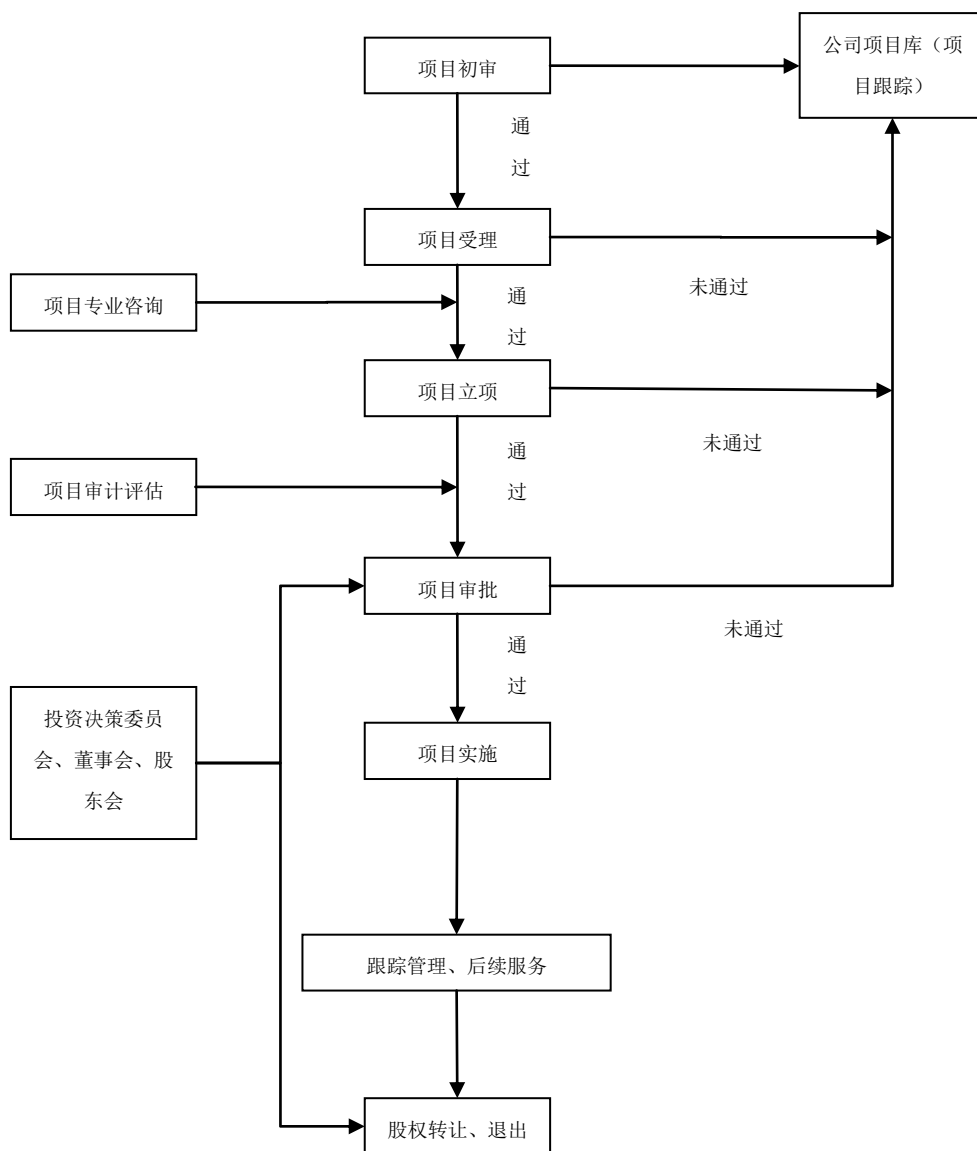 项目初审
公司项目库（项
目跟踪）
通
过
项目受理
未通过
项目专业咨询
通
过
项目立项
未通过
通
过
项目审计评估
项目审批
未通过
通
过
投资决策委员
会、董事会、股
东会
项目实施
跟踪管理、后续服务
股权转让、退出